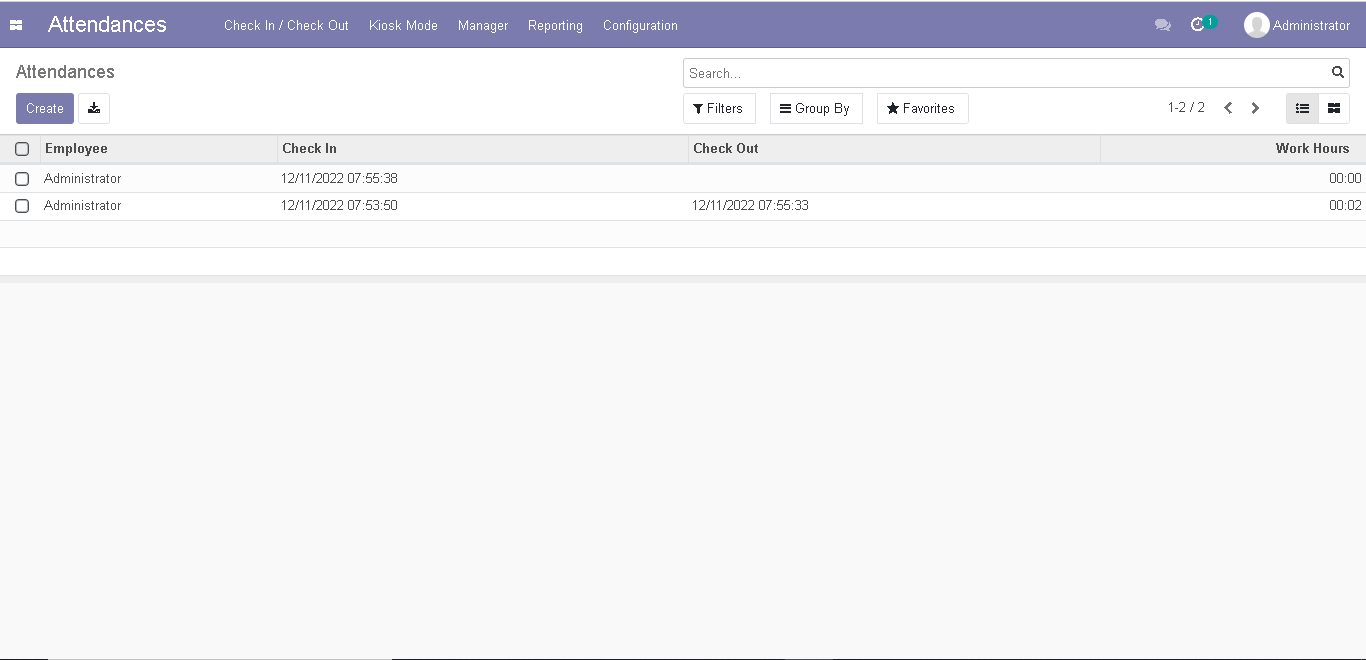 Attendances Check In / Check Out Kiosk Mode Manager Reporting Configuration 1 Administrator
Attendances Search...
Create Filters Group By Favorites 1-2 / 2
Employee Check In Check Out Work Hours
Administrator 12/11/2022 07:55:38 00:00
Administrator 12/11/2022 07:53:50 12/11/2022 07:55:33 00:02